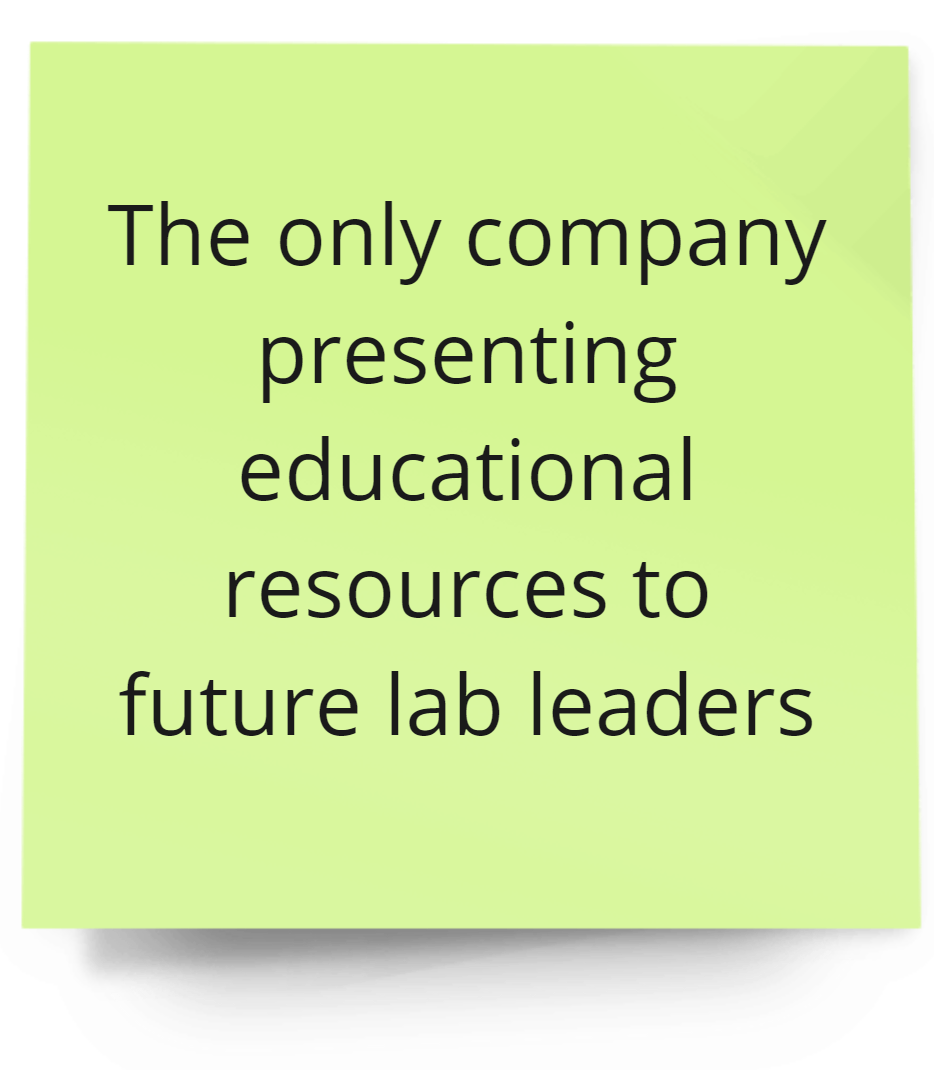 The only company
presenting
educational
resources to
future lab leaders